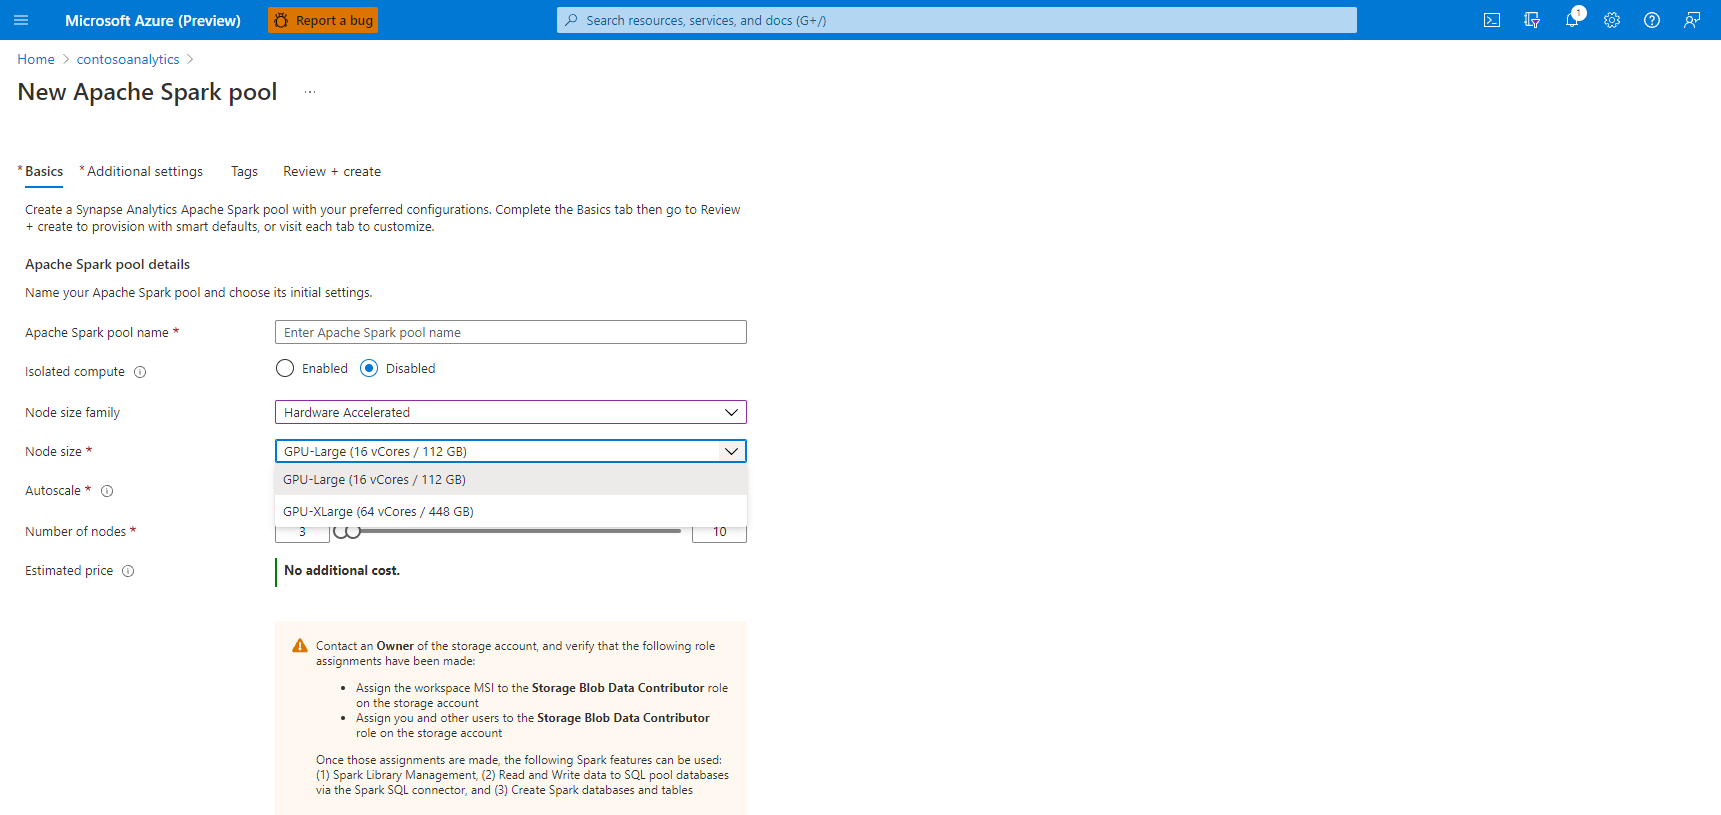 Microsoft Azure (Preview)
Report a bug
Search resources, services, and docs (G+/)
1
Home
contosoanalytics
New Apache Spark pool
...
* Basics
* Additional settings
Tags
Review + create
Create a Synapse Analytics Apache Spark pool with your preferred configurations. Complete the Basics tab then go to Review
+ create to provision with smart defaults, or visit each tab to customize.
Apache Spark pool details
Name your Apache Spark pool and choose its initial settings.
Apache Spark pool name *
Enter Apache Spark pool name
Isolated compute
Enabled
Disabled
Node size family
Hardware Accelerated
Node size *
GPU-Large (16 vCores / 112 GB)
GPU-Large (16 vCores / 112 GB)
Autoscale *
GPU-XLarge (64 vCores / 448 GB)
Number of nodes *
3
10
Estimated price
No additional cost.
Contact an Owner of the storage account, and verify that the following role
assignments have been made:
• Assign the workspace MSI to the Storage Blob Data Contributor role
on the storage account
• Assign you and other users to the Storage Blob Data Contributor
role on the storage account
Once those assignments are made, the following Spark features can be used:
(1) Spark Library Management, (2) Read and Write data to SQL pool databases
via the Spark SQL connector, and (3) Create Spark databases and tables